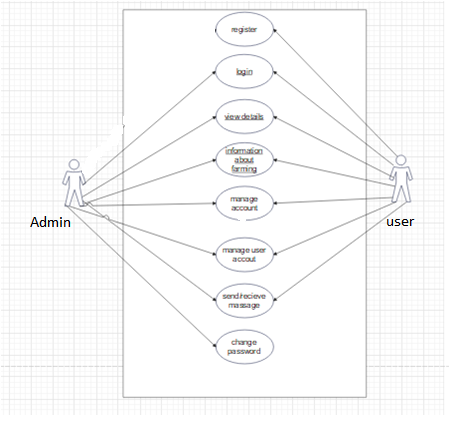 register
login
view details
information
about
farming
manage
account
Admin
user
manage user
accout
send/recieve
massage
change
password